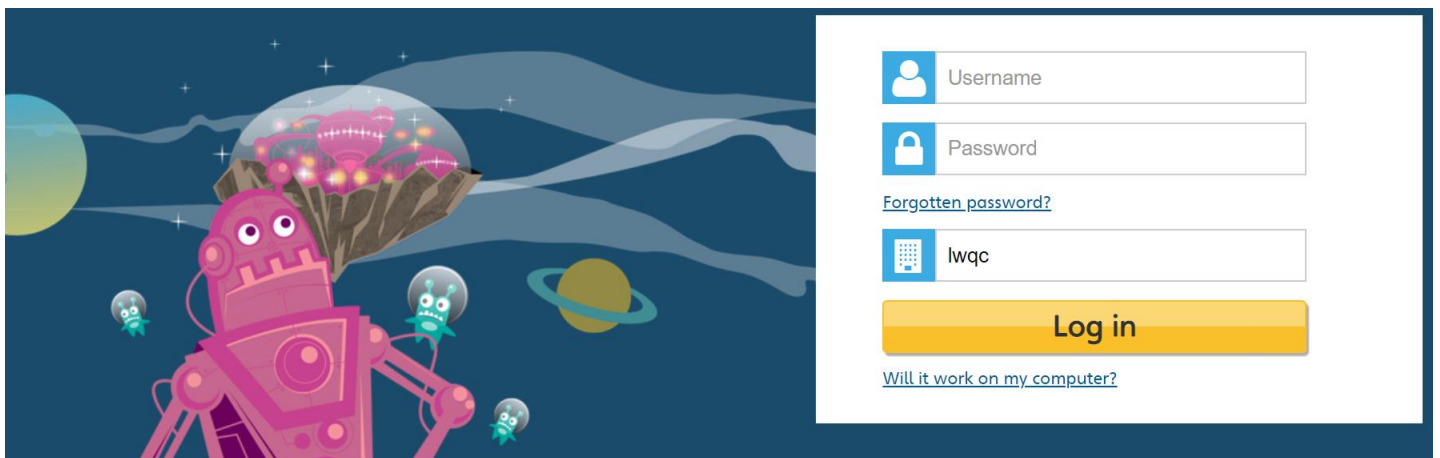 Username
Password
Forgotten password?
lwqc
Log in
Will it work on my computer?